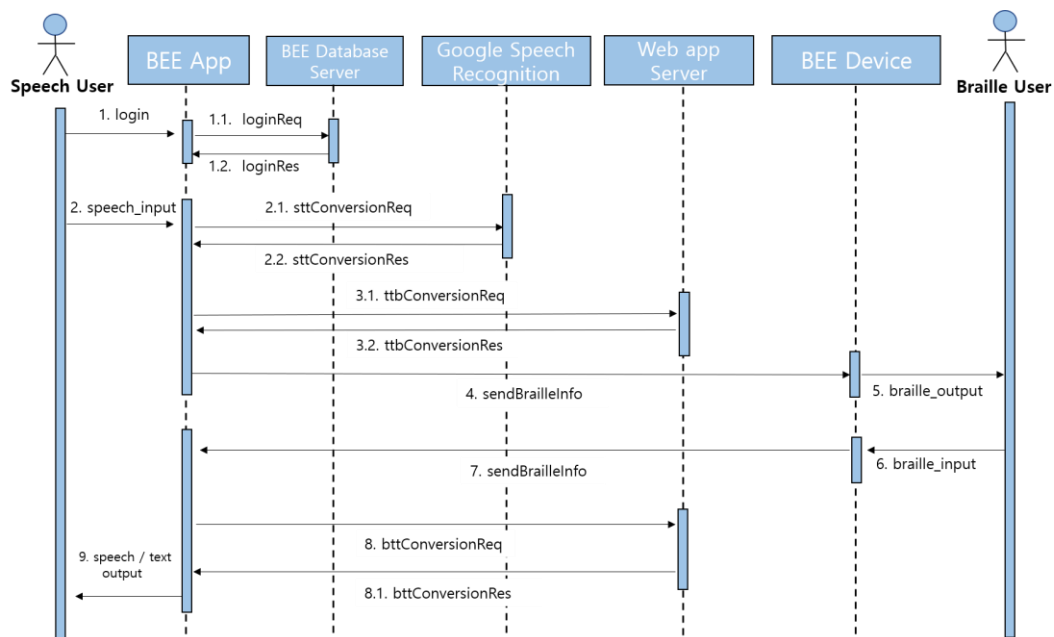 BEE App
BEE Database
Server
Google Speech
Recognition
Web app
Server
BEE Device
Speech User
Braille User
1. login
1.1. loginReq
1.2. loginRes
2. speech_input
2.1. sttConversionReq
2.2. sttConversionRes
3.1. ttbConversionReq
3.2. ttbConversionRes
4. sendBrailleInfo
5. braille_output
6. braille_input
7. sendBrailleInfo
8. bttConversionReq
8.1. bttConversionRes
9. speech / text
output